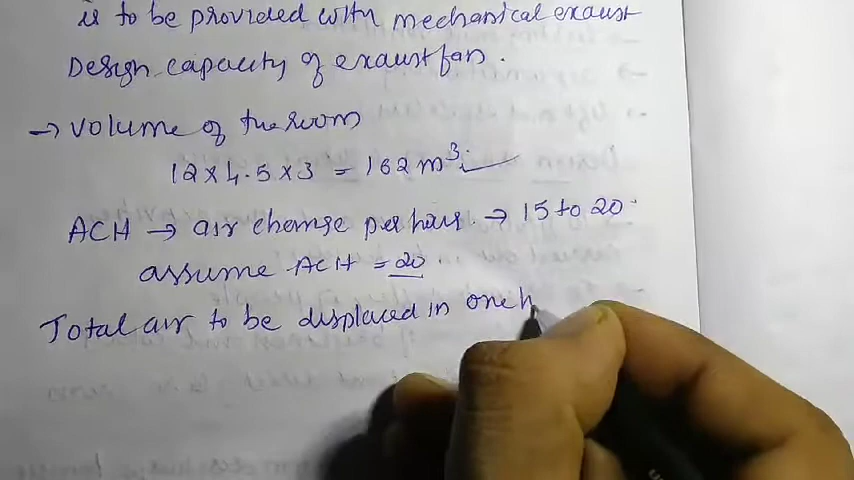 is to be provided with mechanical exhaust
Design capacity of exhaust fan.
→ Volume of the room
12 x 4.5 x 3 = 162 m³.
ACH → air change per hour. → 15 to 20
assume ACH = 20.
Total air to be displaced in one h